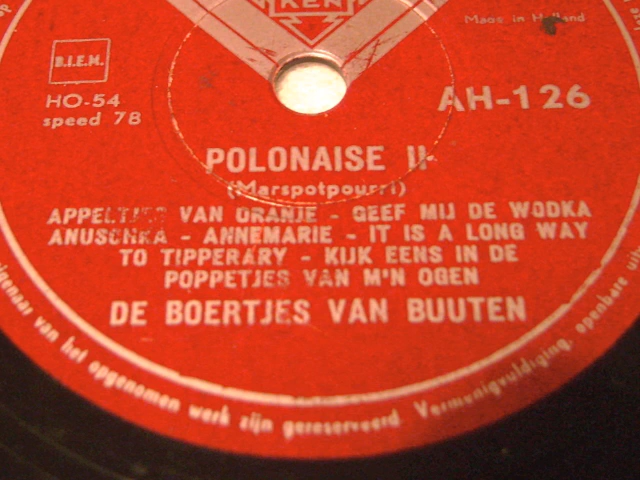 KEN
Made in Holland
B.I.E.M.
HO-54
speed 78
AH-126
POLONAISE II
(Marspotpourri)
APPELTJES VAN ORANJE - GEEF MIJ DE WODKA
ANUSCHKA - ANNEMARIE - IT IS A LONG WAY
TO TIPPERARY - KIJK EENS IN DE
POPPETJES VAN M'N OGEN
DE BOERTJES VAN BUUTEN
eigenaar van het opgenomen werk zijn gereserveerd. Vermenigvuldiging, openbare